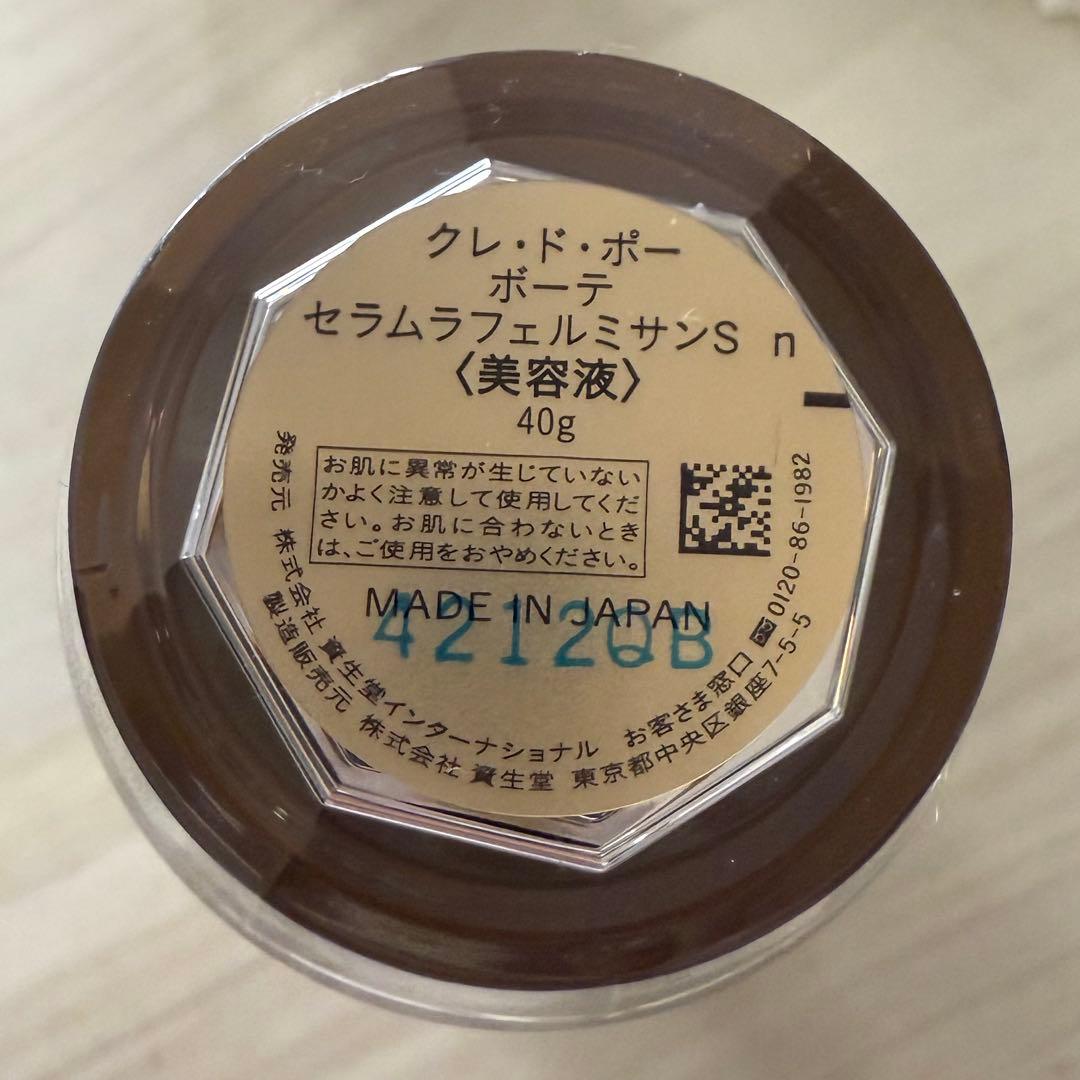 クレ・ド・ポー
ボーテ
セラムラフェルミサンS n
〈美容液〉
40g
お肌に異常が生じていない
かよく注意して使用してくだ
さい。お肌に合わないとき
は、ご使用をおやめください。
MADE IN JAPAN
4212QB
発売元 株式会社 資生堂インターナショナル お客さま窓口 0120-86-1982
製造販売元 株式会社 資生堂 東京都中央区銀座7-5-5